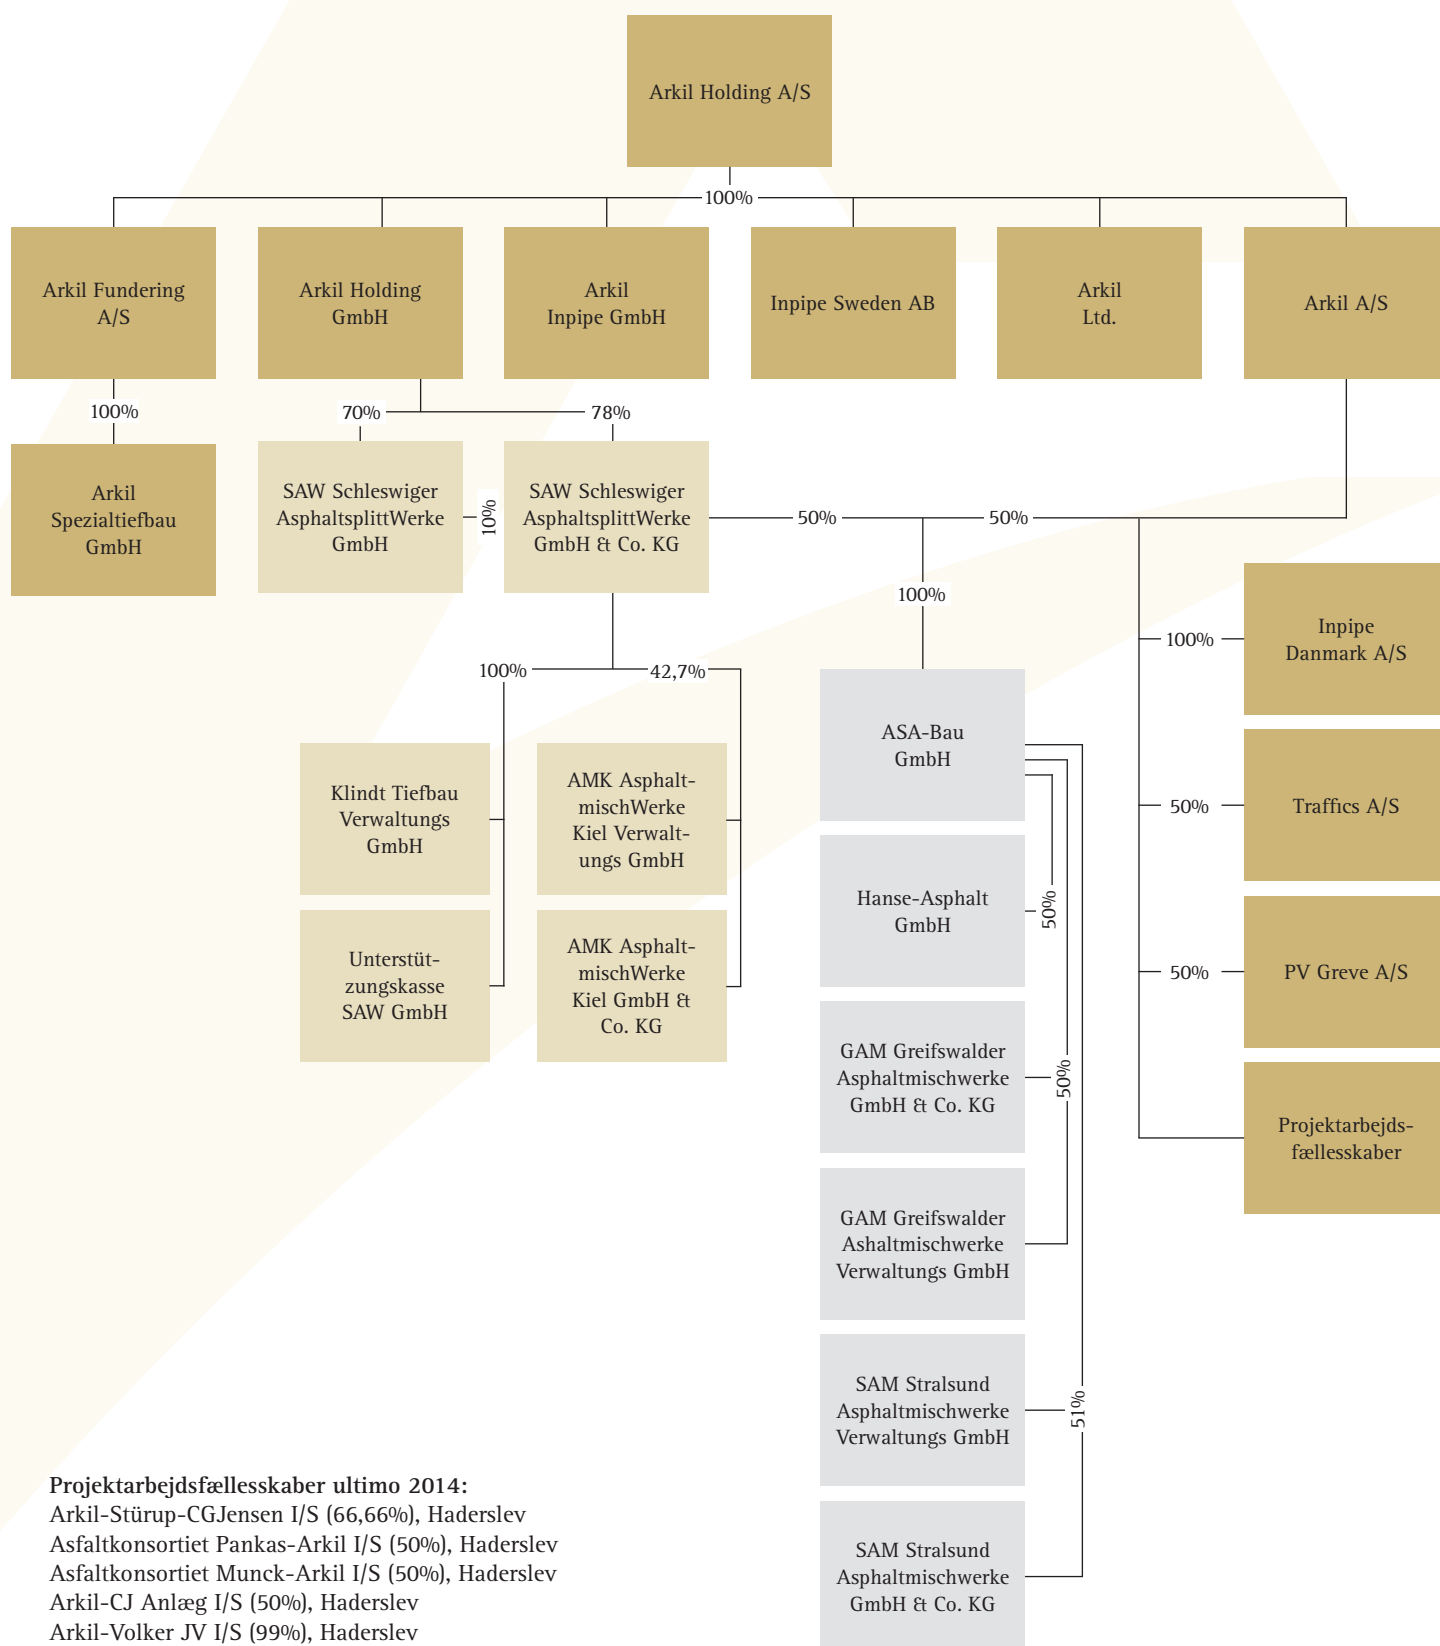 Arkil Holding A/S
100%
Arkil Fundering
A/S
Arkil Holding
GmbH
Arkil
Inpipe GmbH
Inpipe Sweden AB
Arkil
Ltd.
Arkil A/S
100%
70%
78%
Arkil
Spezialtiefbau
GmbH
SAW Schleswiger
AsphaltsplittWerke
GmbH
10%
SAW Schleswiger
AsphaltsplittWerke
GmbH & Co. KG
50%
50%
100%
100%
42,7%
100%
Inpipe
Danmark A/S
ASA-Bau
GmbH
Klindt Tiefbau
Verwaltungs
GmbH
AMK Asphalt-
mischWerke
Kiel Verwalt-
ungs GmbH
50%
Traffics A/S
Hanse-Asphalt
GmbH
50%
Unterstüt-
zungskasse
SAW GmbH
AMK Asphalt-
mischWerke
Kiel GmbH &
Co. KG
50%
PV Greve A/S
GAM Greifswalder
Asphaltmischwerke
GmbH & Co. KG
50%
Projektarbejds-
fællesskaber
GAM Greifswalder
Ashaltmischwerke
Verwaltungs GmbH
SAM Stralsund
Asphaltmischwerke
Verwaltungs GmbH
51%
SAM Stralsund
Asphaltmischwerke
GmbH & Co. KG
Projektarbejdsfællesskaber ultimo 2014:
Arkil-Stürup-CGJensen I/S (66,66%), Haderslev
Asfaltkonsortiet Pankas-Arkil I/S (50%), Haderslev
Asfaltkonsortiet Munck-Arkil I/S (50%), Haderslev
Arkil-CJ Anlæg I/S (50%), Haderslev
Arkil-Volker JV I/S (99%), Haderslev